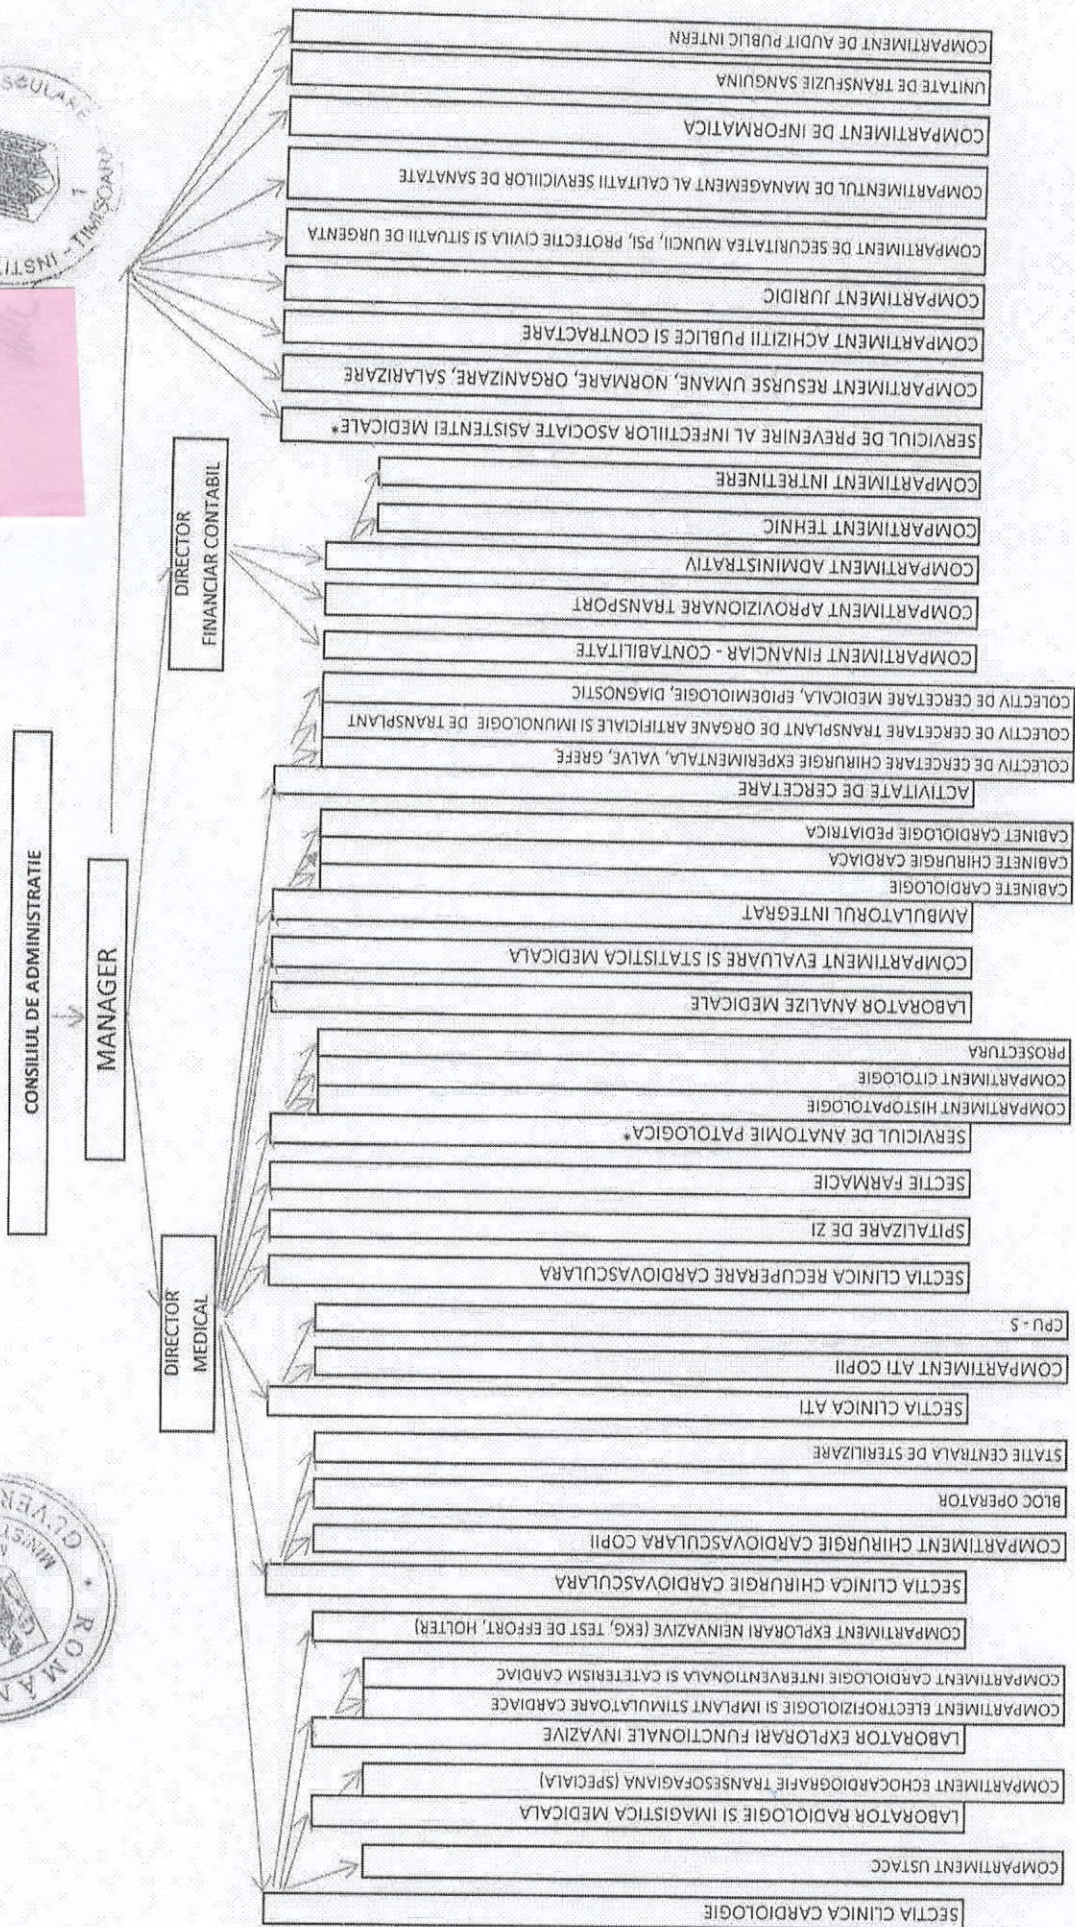 CONSILIUL DE ADMINISTRATIE
MANAGER
DIRECTOR
MEDICAL
DIRECTOR
FINANCIAR CONTABIL
SECTIA CLINICA CARDIOLOGIE
COMPARTIMENT USTACC
LABORATOR RADIOLOGIE SI IMAGISTICA MEDICALA
COMPARTIMENT ECHOCARDIOGRAFIE TRANSESOFAGIANA (SPECIALA)
LABORATOR EXPLORARI FUNCTIONALE INVAZIVE
COMPARTIMENT ELECTROFIZIOLOGIE SI IMPLANT STIMULATOARE CARDIACE
COMPARTIMENT CARDIOLOGIE INTERVENTIONALA SI CATETERISM CARDIAC
COMPARTIMENT EXPLORARI NEINVAZIVE (EKG, TEST DE EFFORT, HOLTER)
SECTIA CLINICA CHIRURGIE CARDIOVASCULARA
COMPARTIMENT CHIRURGIE CARDIOVASCULARA COPII
BLOC OPERATOR
STATIE CENTRALA DE STERILIZARE
SECTIA CLINICA ATI
COMPARTIMENT ATI COPII
CPU - S
SECTIA CLINICA RECUPERARE CARDIOVASCULARA
SPITALIZARE DE ZI
SECTIE FARMACIE
SERVICIUL DE ANATOMIE PATOLOGICA*
COMPARTIMENT HISTOPATOLOGIE
COMPARTIMENT CITOLOGIE
PROSECTURA
LABORATOR ANALIZE MEDICALE
COMPARTIMENT EVALUARE SI STATISTICA MEDICALA
AMBULATORUL INTEGRAT
CABINETE CARDIOLOGIE
CABINETE CHIRURGIE CARDIACA
CABINET CARDIOLOGIE PEDIATRICA
ACTIVITATE DE CERCETARE
COLECTIV DE CERCETARE CHIRURGIE EXPERIMENTALA, VALVE, GREFE
COLECTIV DE CERCETARE TRANSPLANT DE ORGANE ARTIFICIALE SI IMUNOLOGIE DE TRANSPLANT
COLECTIV DE CERCETARE MEDICALA, EPIDEMIOLOGIE, DIAGNOSTIC
COMPARTIMENT FINANCIAR - CONTABILITATE
COMPARTIMENT APROVIZIONARE TRANSPORT
COMPARTIMENT ADMINISTRATIV
COMPARTIMENT TEHNIC
COMPARTIMENT INTRETINERE
SERVICIUL DE PREVENIRE AL INFECTIILOR ASOCIATE ASISTENTEI MEDICALE*
COMPARTIMENT RESURSE UMANE, NORMARE, ORGANIZARE, SALARIZARE
COMPARTIMENT ACHIZITII PUBLICE SI CONTRACTARE
COMPARTIMENT JURIDIC
COMPARTIMENT DE SECURITATEA MUNCII, PSI, PROTECTIE CIVILA SI SITUATII DE URGENTA
COMPARTIMENTUL DE MANAGEMENT AL CALITATII SERVICIILOR DE SANATATE
COMPARTIMENT DE INFORMATICA
UNITATE DE TRANSFUZIE SANGUINA
COMPARTIMENT DE AUDIT PUBLIC INTERN
TIMISOARA
1